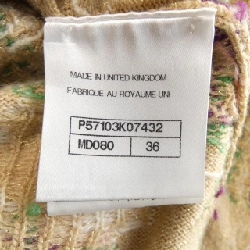 MADE IN UNITED KINGDOM
FABRIQUE AU ROYAUME UNI
P57103K07432
MD080 36